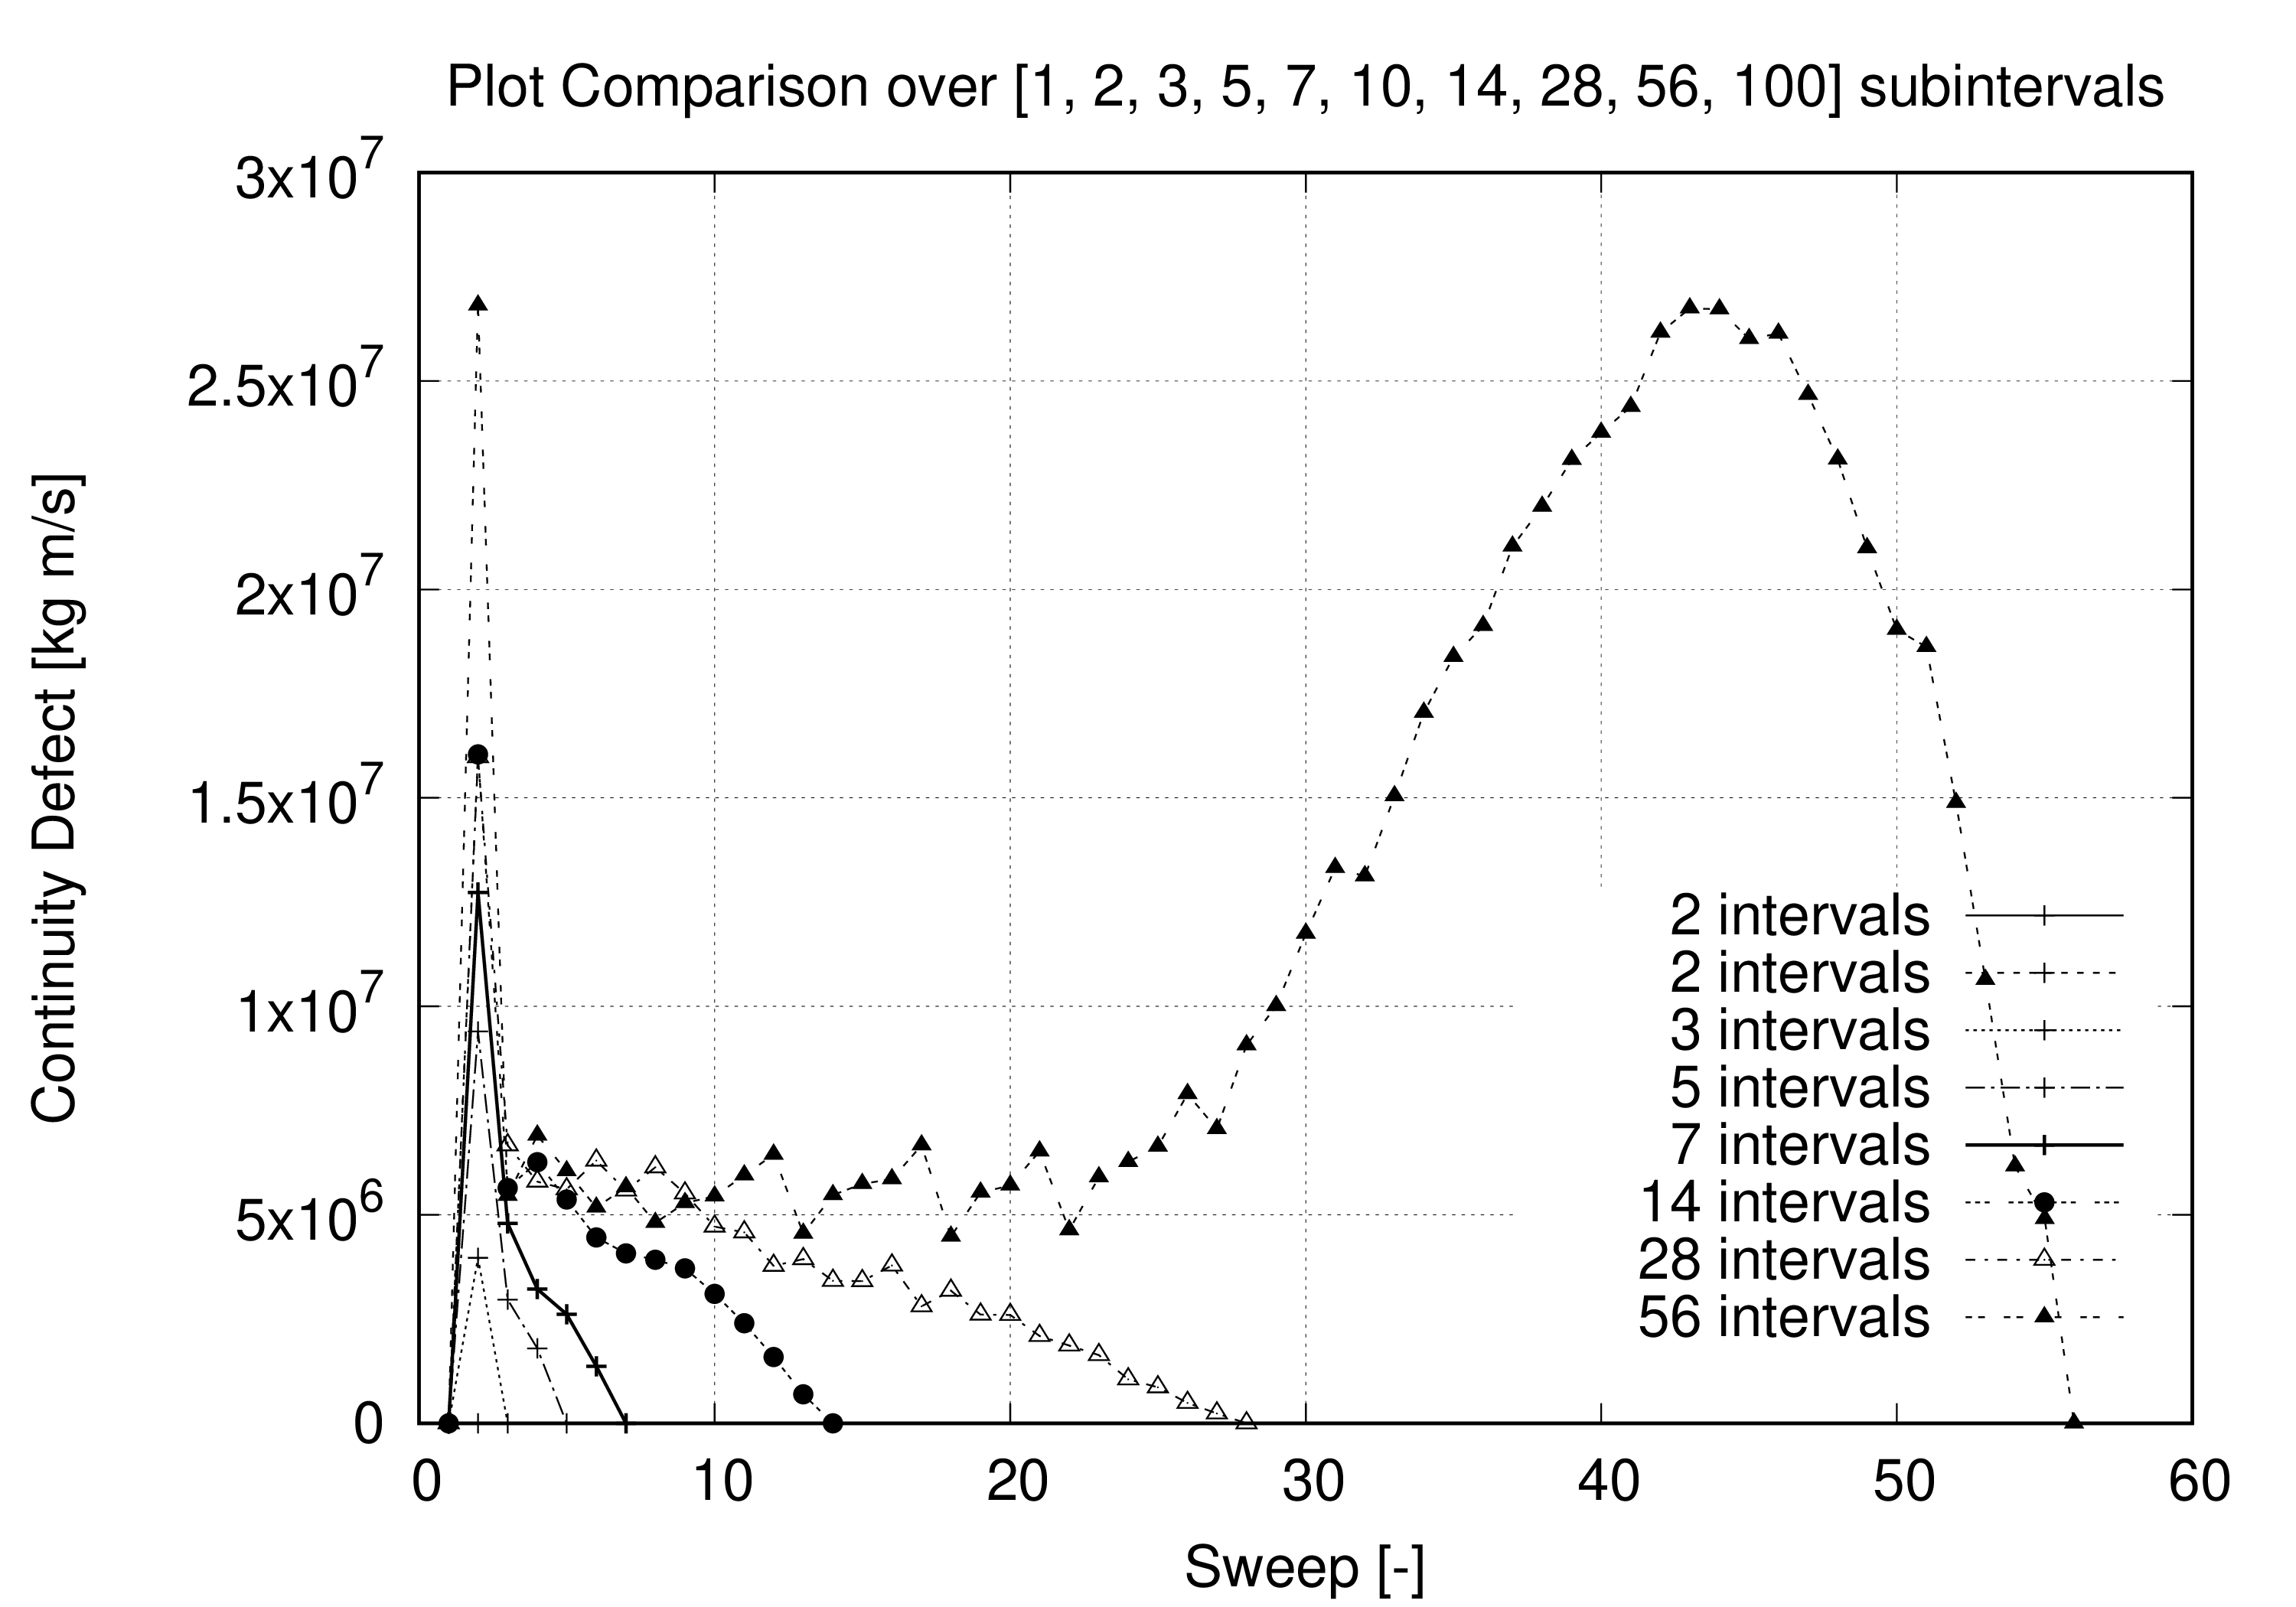 Plot Comparison over [1, 2, 3, 5, 7, 10, 14, 28, 56, 100] subintervals
3x10^7
2.5x10^7
2x10^7
1.5x10^7
1x10^7
5x10^6
0
Continuity Defect [kg m/s]
2 intervals
2 intervals
3 intervals
5 intervals
7 intervals
14 intervals
28 intervals
56 intervals
0 10 20 30 40 50 60
Sweep [-]